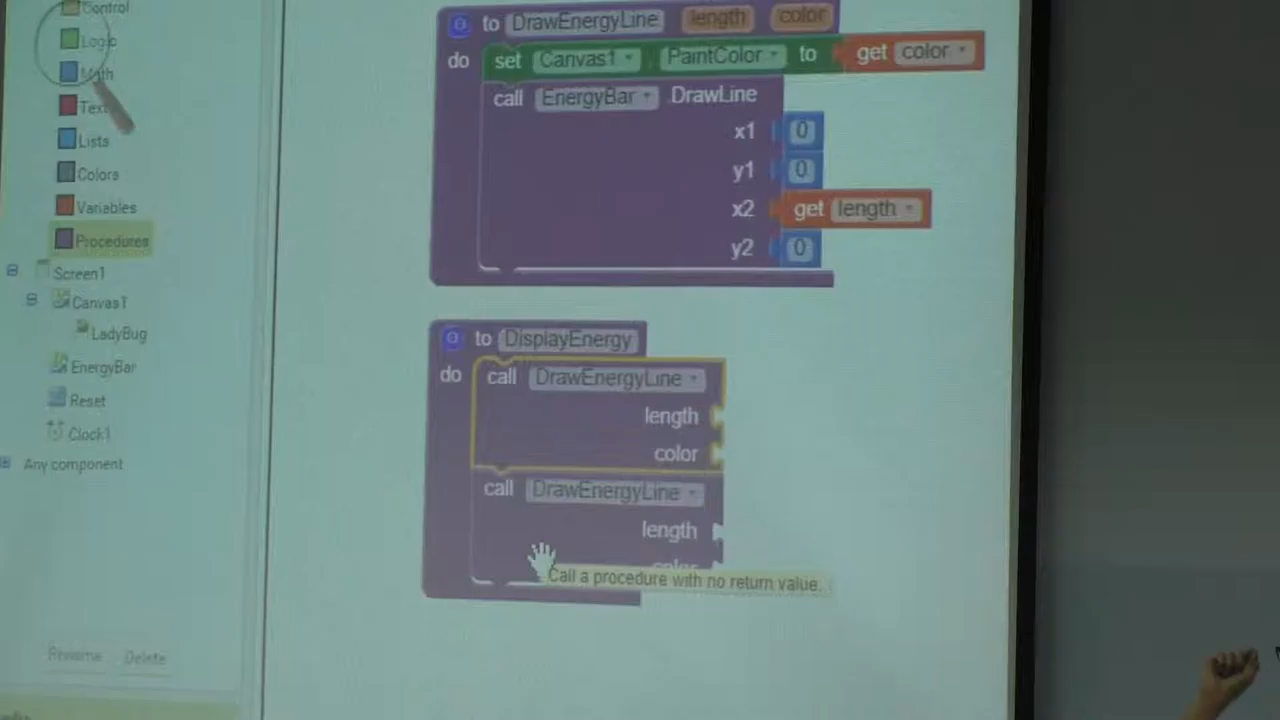 Control
Logic
Math
Text
Lists
Colors
Variables
Procedures
Screen1
Canvas1
LadyBug
EnergyBar
Reset
Clock1
Any component
Rename Delete
to DrawEnergyLine length color
do set Canvas1 . PaintColor to get color
call EnergyBar .DrawLine
x1 0
y1 0
x2 get length
y2 0
to DisplayEnergy
do call DrawEnergyLine
length
color
call DrawEnergyLine
length
color
Call a procedure with no return value.